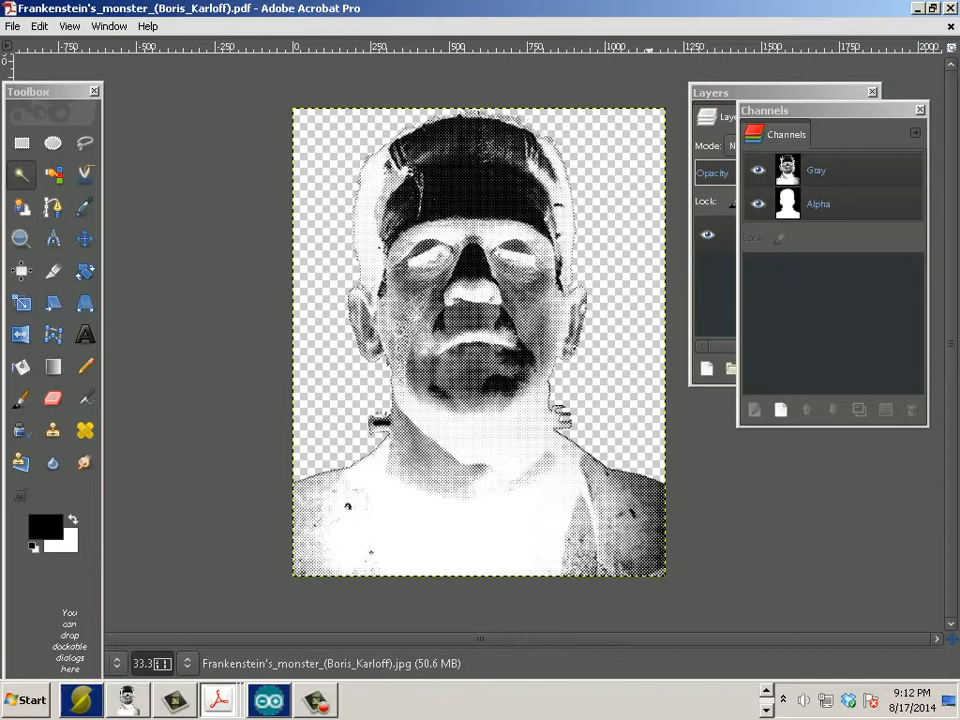 Frankenstein's_monster_(Boris_Karloff).pdf - Adobe Acrobat Pro
File Edit View Window Help
-750 -500 -250 0 250 500 750 1000 1250 1500 1750 2000
Toolbox
Layers
Channels
Channels
Mode: N
Opacity
Lock:
Gray
Alpha
Lock:
You
can
drop
dockable
dialogs
here
33.3
Frankenstein's_monster_(Boris_Karloff).jpg (50.6 MB)
Start
9:12 PM
8/17/2014